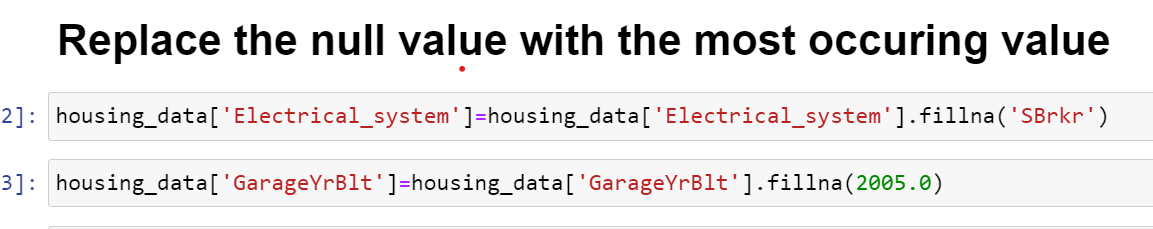 Replace the null value with the most occuring value
2]: housing_data['Electrical_system']=housing_data['Electrical_system'].fillna('SBrkr')
3]: housing_data['GarageYrBlt']=housing_data['GarageYrBlt'].fillna(2005.0)